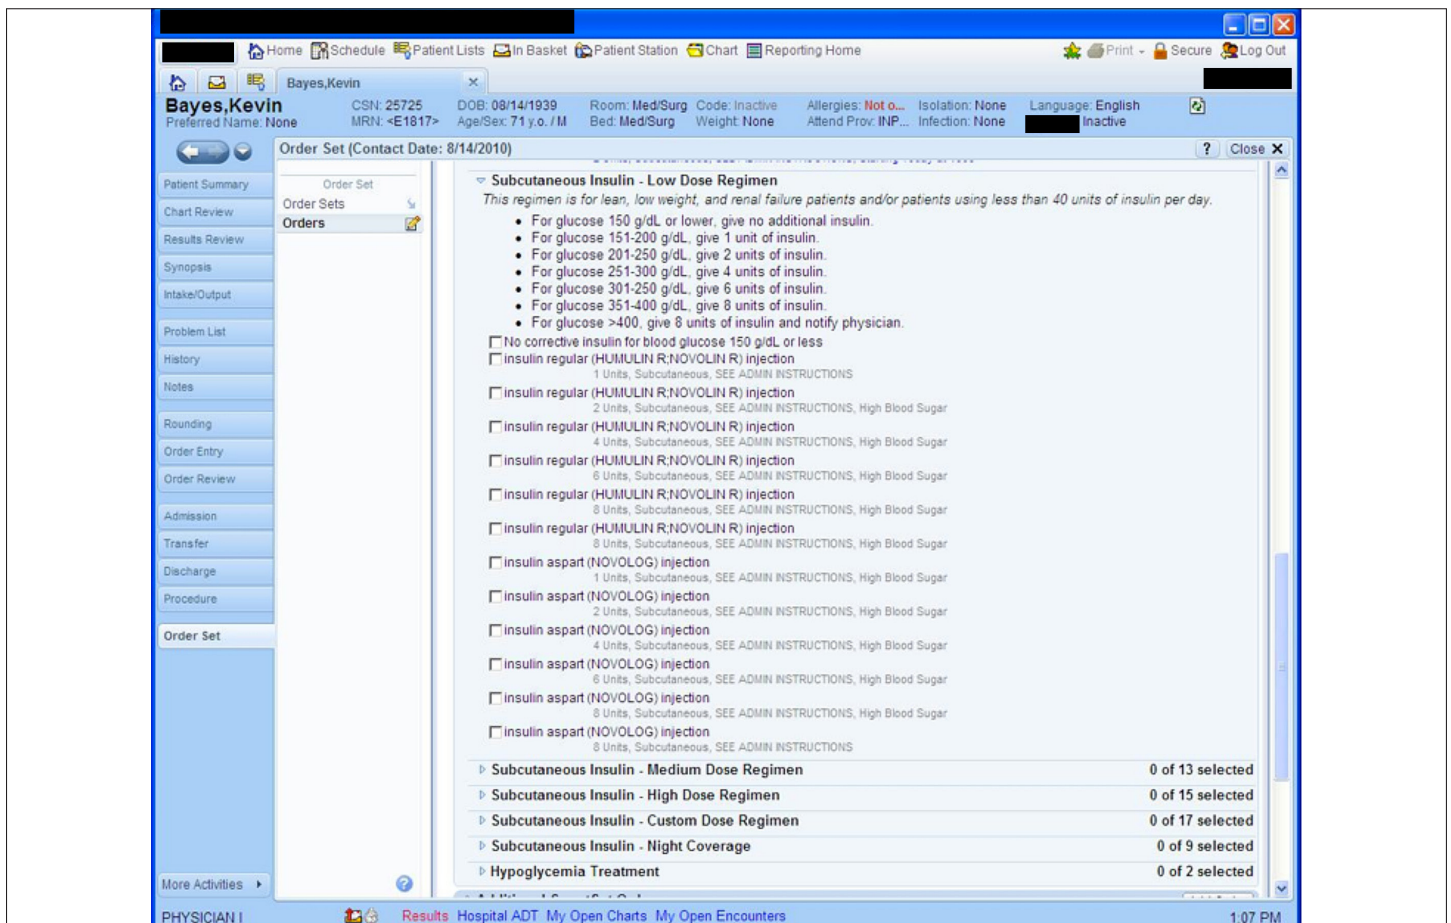 Home Schedule Patient Lists In Basket Patient Station Chart Reporting Home Print Secure Log Out
Bayes,Kevin
Bayes,Kevin CSN: 25725 DOB: 08/14/1939 Room: Med/Surg Code: Inactive Allergies: Not o... Isolation: None Language: English
Preferred Name: None MRN: <E1817> Age/Sex: 71 y.o. / M Bed: Med/Surg Weight: None Attend Prov: INP... Infection: None Inactive
Order Set (Contact Date: 8/14/2010) ? Close X
Patient Summary
Chart Review
Results Review
Synopsis
Intake/Output
Problem List
History
Notes
Rounding
Order Entry
Order Review
Admission
Transfer
Discharge
Procedure
Order Set
More Activities
Order Set
Order Sets
Orders
Subcutaneous Insulin - Low Dose Regimen
This regimen is for lean, low weight, and renal failure patients and/or patients using less than 40 units of insulin per day.
• For glucose 150 g/dL or lower, give no additional insulin.
• For glucose 151-200 g/dL, give 1 unit of insulin.
• For glucose 201-250 g/dL, give 2 units of insulin.
• For glucose 251-300 g/dL, give 4 units of insulin.
• For glucose 301-250 g/dL, give 6 units of insulin.
• For glucose 351-400 g/dL, give 8 units of insulin.
• For glucose >400, give 8 units of insulin and notify physician.
No corrective insulin for blood glucose 150 g/dL or less
insulin regular (HUMULIN R;NOVOLIN R) injection
1 Units, Subcutaneous, SEE ADMIN INSTRUCTIONS
insulin regular (HUMULIN R;NOVOLIN R) injection
2 Units, Subcutaneous, SEE ADMIN INSTRUCTIONS, High Blood Sugar
insulin regular (HUMULIN R;NOVOLIN R) injection
4 Units, Subcutaneous, SEE ADMIN INSTRUCTIONS, High Blood Sugar
insulin regular (HUMULIN R;NOVOLIN R) injection
6 Units, Subcutaneous, SEE ADMIN INSTRUCTIONS, High Blood Sugar
insulin regular (HUMULIN R;NOVOLIN R) injection
8 Units, Subcutaneous, SEE ADMIN INSTRUCTIONS, High Blood Sugar
insulin regular (HUMULIN R;NOVOLIN R) injection
8 Units, Subcutaneous, SEE ADMIN INSTRUCTIONS, High Blood Sugar
insulin aspart (NOVOLOG) injection
1 Units, Subcutaneous, SEE ADMIN INSTRUCTIONS, High Blood Sugar
insulin aspart (NOVOLOG) injection
2 Units, Subcutaneous, SEE ADMIN INSTRUCTIONS, High Blood Sugar
insulin aspart (NOVOLOG) injection
4 Units, Subcutaneous, SEE ADMIN INSTRUCTIONS, High Blood Sugar
insulin aspart (NOVOLOG) injection
6 Units, Subcutaneous, SEE ADMIN INSTRUCTIONS, High Blood Sugar
insulin aspart (NOVOLOG) injection
8 Units, Subcutaneous, SEE ADMIN INSTRUCTIONS, High Blood Sugar
insulin aspart (NOVOLOG) injection
8 Units, Subcutaneous, SEE ADMIN INSTRUCTIONS
Subcutaneous Insulin - Medium Dose Regimen 0 of 13 selected
Subcutaneous Insulin - High Dose Regimen 0 of 15 selected
Subcutaneous Insulin - Custom Dose Regimen 0 of 17 selected
Subcutaneous Insulin - Night Coverage 0 of 9 selected
Hypoglycemia Treatment 0 of 2 selected
PHYSICIAN I Results Hospital ADT My Open Charts My Open Encounters 1:07 PM